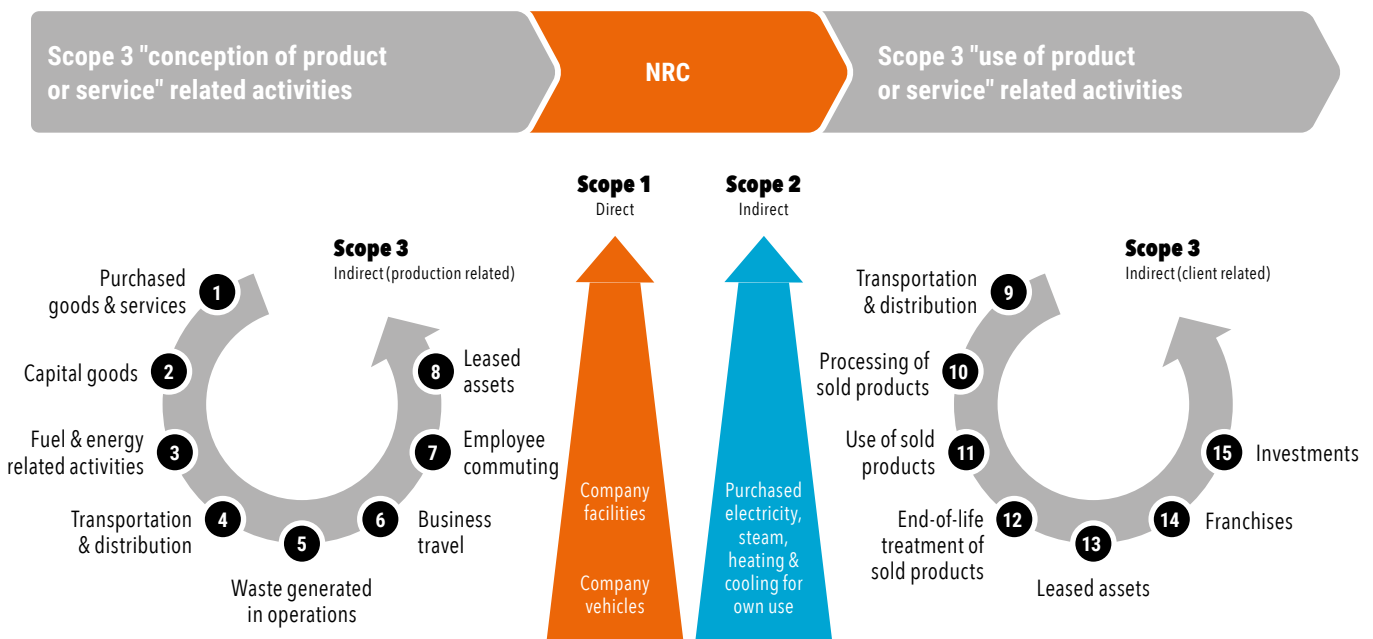 Scope 3 "conception of product
or service" related activities
NRC
Scope 3 "use of product
or service" related activities
Scope 3
Indirect (production related)
1
Purchased
goods & services
2
Capital goods
3
Fuel & energy
related activities
4
Transportation
& distribution
5
Waste generated
in operations
6
Business
travel
7
Employee
commuting
8
Leased
assets
Scope 1
Direct
Company
facilities
Company
vehicles
Scope 2
Indirect
Purchased
electricity,
steam,
heating &
cooling for
own use
Scope 3
Indirect (client related)
9
Transportation
& distribution
10
Processing of
sold products
11
Use of sold
products
12
End-of-life
treatment of
sold products
13
Leased assets
14
Franchises
15
Investments